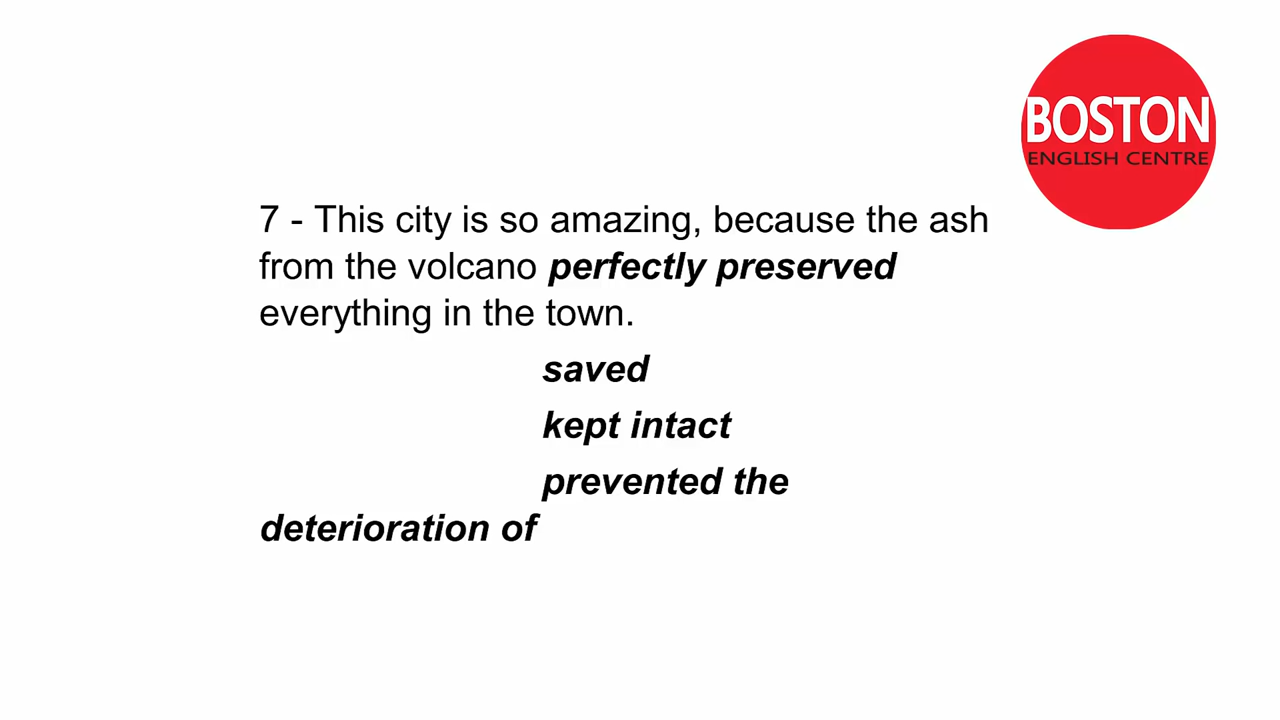 BOSTON
ENGLISH CENTRE
7 - This city is so amazing, because the ash
from the volcano perfectly preserved
everything in the town.
saved
kept intact
prevented the
deterioration of